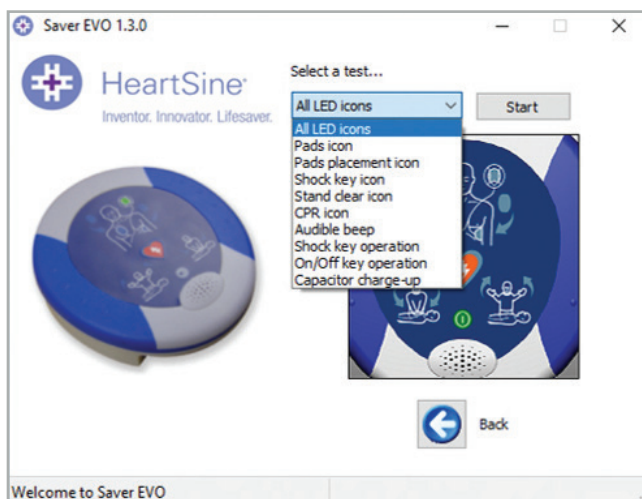 Saver EVO 1.3.0
HeartSine
Inventor. Innovator. Lifesaver.
Select a test...
All LED icons
Start
All LED icons
Pads icon
Pads placement icon
Shock key icon
Stand clear icon
CPR icon
Audible beep
Shock key operation
On/Off key operation
Capacitor charge-up
Back
Welcome to Saver EVO